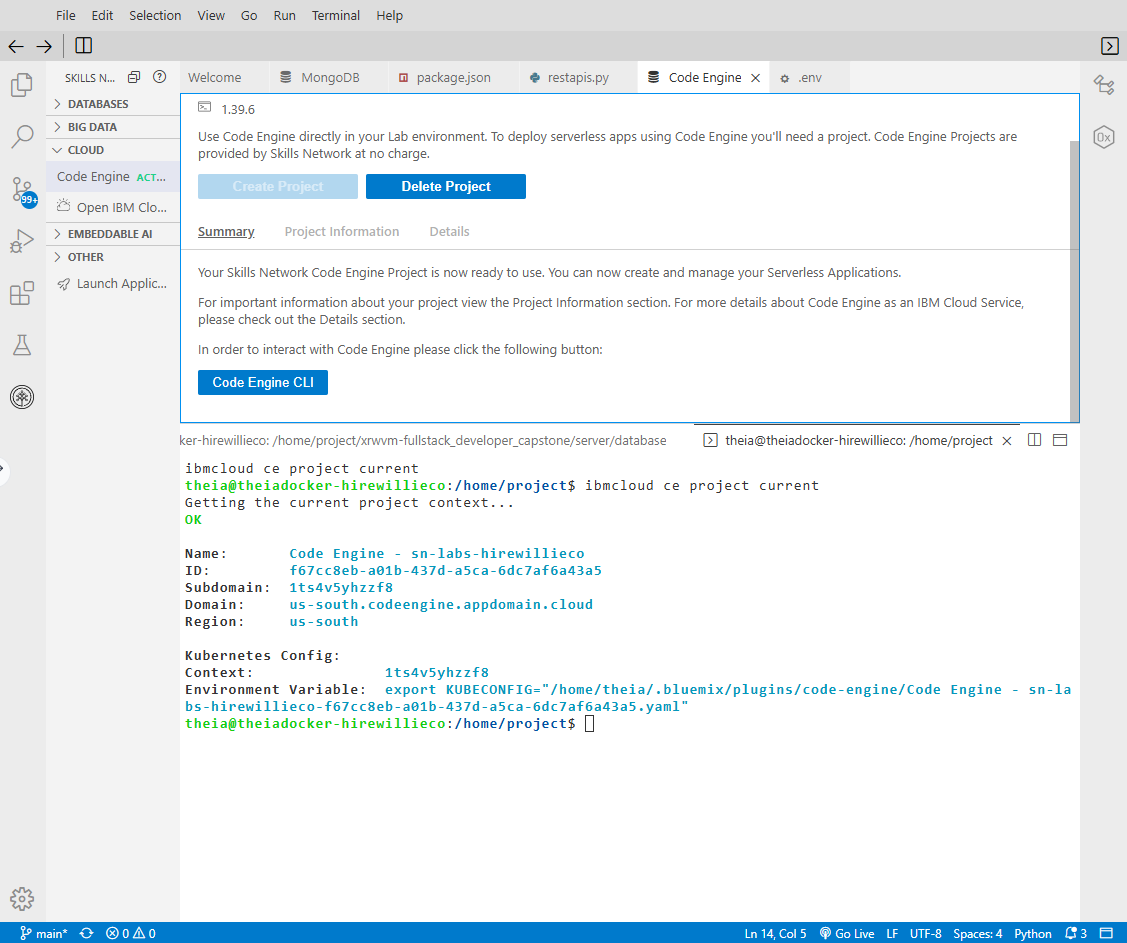 File Edit Selection View Go Run Terminal Help
SKILLS N...
Welcome MongoDB package.json restapis.py Code Engine .env
DATABASES
BIG DATA
CLOUD
Code Engine ACT...
Open IBM Clo...
EMBEDDABLE AI
OTHER
Launch Applic...
99+
0x
1.39.6
Use Code Engine directly in your Lab environment. To deploy serverless apps using Code Engine you'll need a project. Code Engine Projects are
provided by Skills Network at no charge.
Create Project Delete Project
Summary Project Information Details
Your Skills Network Code Engine Project is now ready to use. You can now create and manage your Serverless Applications.
For important information about your project view the Project Information section. For more details about Code Engine as an IBM Cloud Service,
please check out the Details section.
In order to interact with Code Engine please click the following button:
Code Engine CLI
ker-hirewillieco: /home/project/xrwvm-fullstack_developer_capstone/server/database theia@theiadocker-hirewillieco: /home/project
ibmcloud ce project current
theia@theiadocker-hirewillieco:/home/project$ ibmcloud ce project current
Getting the current project context...
OK
Name: Code Engine - sn-labs-hirewillieco
ID: f67cc8eb-a01b-437d-a5ca-6dc7af6a43a5
Subdomain: 1ts4v5yhzzf8
Domain: us-south.codeengine.appdomain.cloud
Region: us-south
Kubernetes Config:
Context: 1ts4v5yhzzf8
Environment Variable: export KUBECONFIG="/home/theia/.bluemix/plugins/code-engine/Code Engine - sn-la
bs-hirewillieco-f67cc8eb-a01b-437d-a5ca-6dc7af6a43a5.yaml"
theia@theiadocker-hirewillieco:/home/project$
main* 0 0 Ln 14, Col 5 Go Live LF UTF-8 Spaces: 4 Python 3